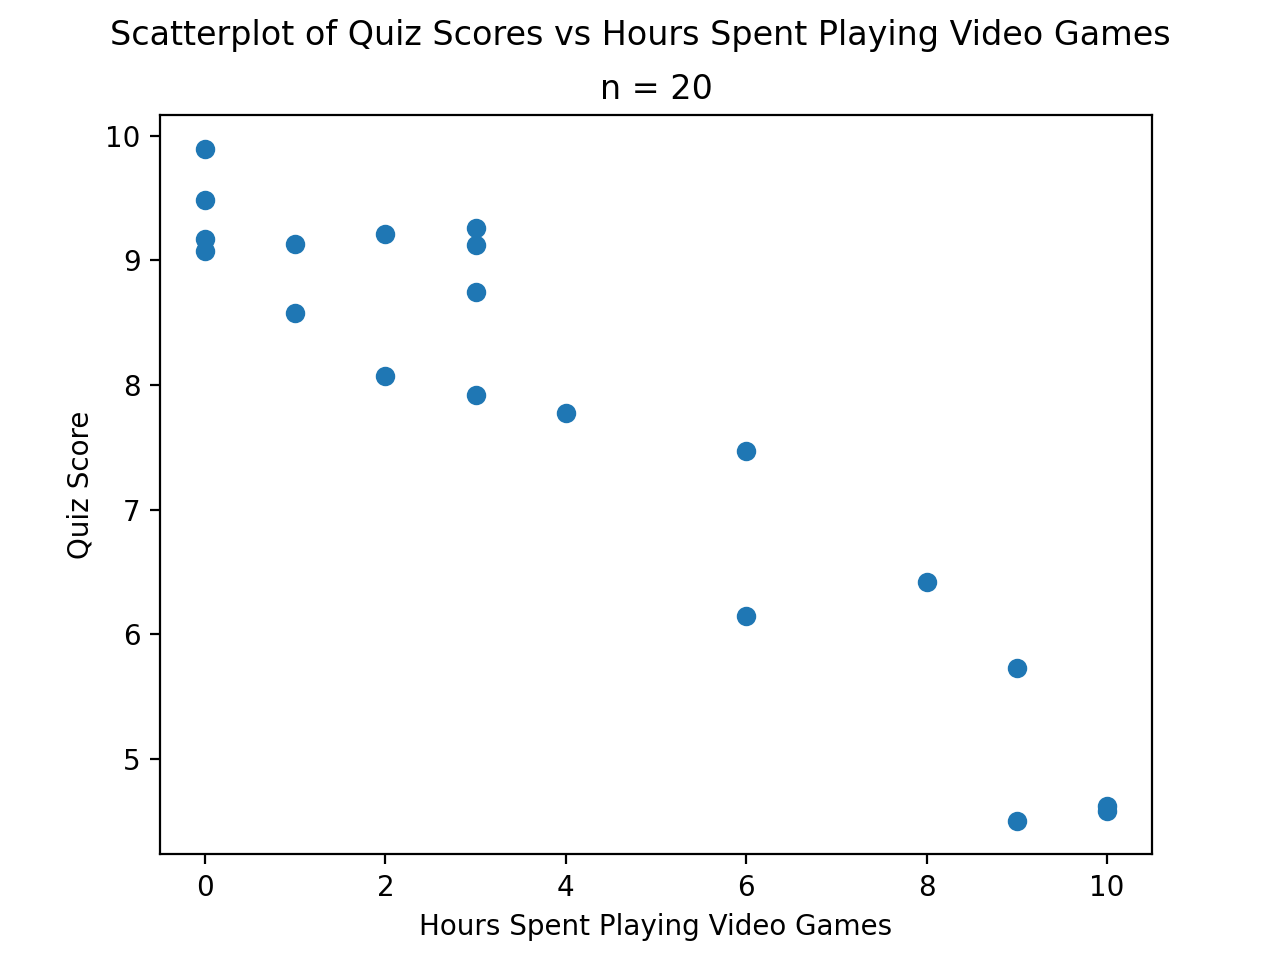 Scatterplot of Quiz Scores vs Hours Spent Playing Video Games
n = 20
10
9
8
7
6
5
Quiz Score
0 2 4 6 8 10
Hours Spent Playing Video Games